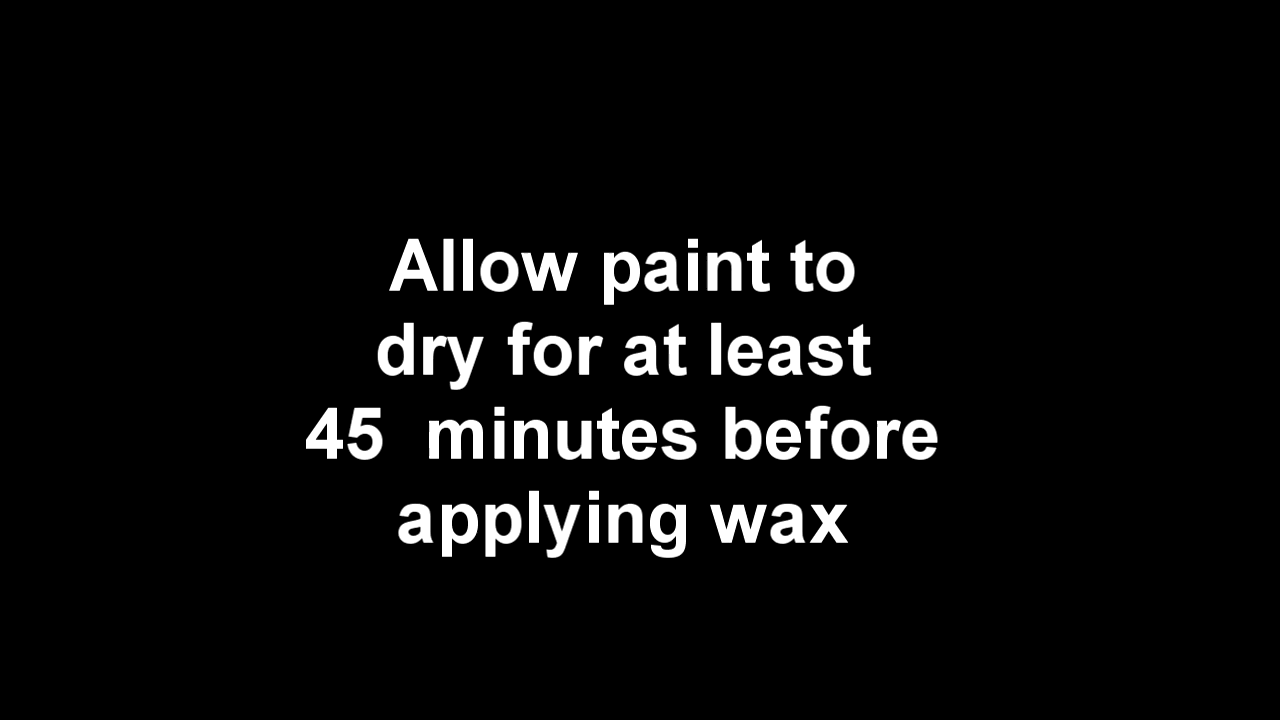 Allow paint to
dry for at least
45  minutes before
applying wax